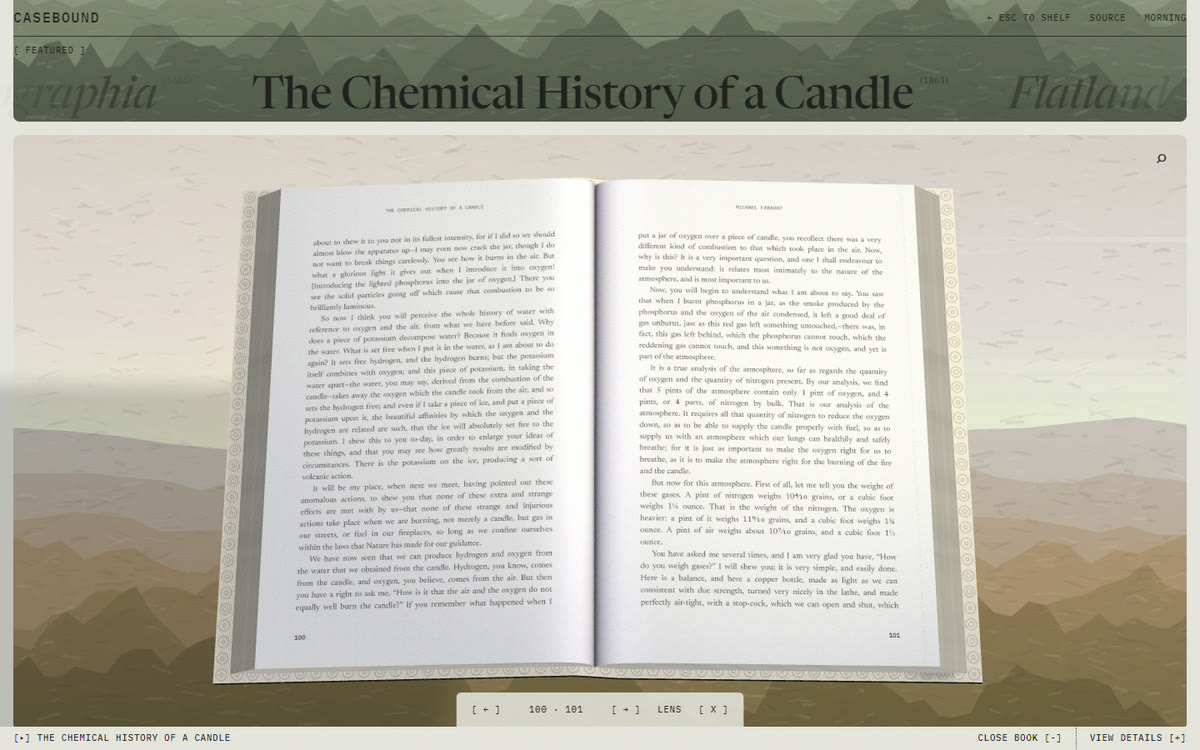 CASEBOUND
← ESC TO SHELF SOURCE MORNING
[ FEATURED ]
graphia (1665) The Chemical History of a Candle (1861) Flatland
THE CHEMICAL HISTORY OF A CANDLE
about to shew it to you not in its fullest intensity, for if I did so we should
almost blow the apparatus up—I may even now crack the jar, though I do
not want to break things carelessly. You see how it burns in the air. But
what a glorious light it gives out when I introduce it into oxygen!
[Introducing the lighted phosphorus into the jar of oxygen.] There you
see the solid particles going off which cause that combustion to be so
brilliantly luminous.
So now I think you will perceive the whole history of water with
reference to oxygen and the air, from what we have before said. Why
does a piece of potassium decompose water? Because it finds oxygen in
the water. What is set free when I put it in the water, as I am about to do
again? It sets free hydrogen, and the hydrogen burns; but the potassium
itself combines with oxygen; and this piece of potassium, in taking the
water apart—the water, you may say, derived from the combustion of the
candle—takes away the oxygen which the candle took from the air, and so
sets the hydrogen free; and even if I take a piece of ice, and put a piece of
potassium upon it, the beautiful affinities by which the oxygen and the
hydrogen are related are such, that the ice will absolutely set fire to the
potassium. I shew this to you to-day, in order to enlarge your ideas of
these things, and that you may see how greatly results are modified by
circumstances. There is the potassium on the ice, producing a sort of
volcanic action.
It will be my place, when next we meet, having pointed out these
anomalous actions, to shew you that none of these extra and strange
effects are met with by us—that none of these strange and injurious
actions take place when we are burning, not merely a candle, but gas in
our streets, or fuel in our fireplaces, so long as we confine ourselves
within the laws that Nature has made for our guidance.
We have now seen that we can produce hydrogen and oxygen from
the water that we obtained from the candle. Hydrogen, you know, comes
from the candle, and oxygen, you believe, comes from the air. But then
you have a right to ask me, “How is it that the air and the oxygen do not
equally well burn the candle?” If you remember what happened when I
100
MICHAEL FARADAY
put a jar of oxygen over a piece of candle, you recollect there was a very
different kind of combustion to that which took place in the air. Now,
why is this? It is a very important question, and one I shall endeavour to
make you understand: it relates most intimately to the nature of the
atmosphere, and is most important to us.
Now, you will begin to understand what I am about to say. You saw
that when I burnt phosphorus in a jar, as the smoke produced by the
phosphorus and the oxygen of the air condensed, it left a good deal of
gas unburnt, just as this red gas left something untouched,—there was, in
fact, this gas left behind, which the phosphorus cannot touch, which the
reddening gas cannot touch, and this something is not oxygen, and yet is
part of the atmosphere.
It is a true analysis of the atmosphere, so far as regards the quantity
of oxygen and the quantity of nitrogen present. By our analysis, we find
that 5 pints of the atmosphere contain only 1 pint of oxygen, and 4
pints, or 4 parts, of nitrogen by bulk. That is our analysis of the
atmosphere. It requires all that quantity of nitrogen to reduce the oxygen
down, so as to be able to supply the candle properly with fuel, so as to
supply us with an atmosphere which our lungs can healthily and safely
breathe; for it is just as important to make the oxygen right for us to
breathe, as it is to make the atmosphere right for the burning of the fire
and the candle.
But now for this atmosphere. First of all, let me tell you the weight of
these gases. A pint of nitrogen weighs grains, or a cubic foot
weighs ounce. That is the weight of the nitrogen. The oxygen is
heavier: a pint of it weighs grains, and a cubic foot weighs
ounce. A pint of air weighs about grains, and a cubic foot
ounce.
You have asked me several times, and I am very glad you have, “How
do you weigh gases?” I will shew you; it is very simple, and easily done.
Here is a balance, and here a copper bottle, made as light as we can
consistent with due strength, turned very nicely in the lathe, and made
perfectly air-tight, with a stop-cock, which we can open and shut, which
101
[ ← ] 100 · 101 [ → ] LENS [ X ]
[▸] THE CHEMICAL HISTORY OF A CANDLE CLOSE BOOK [-] VIEW DETAILS [+]